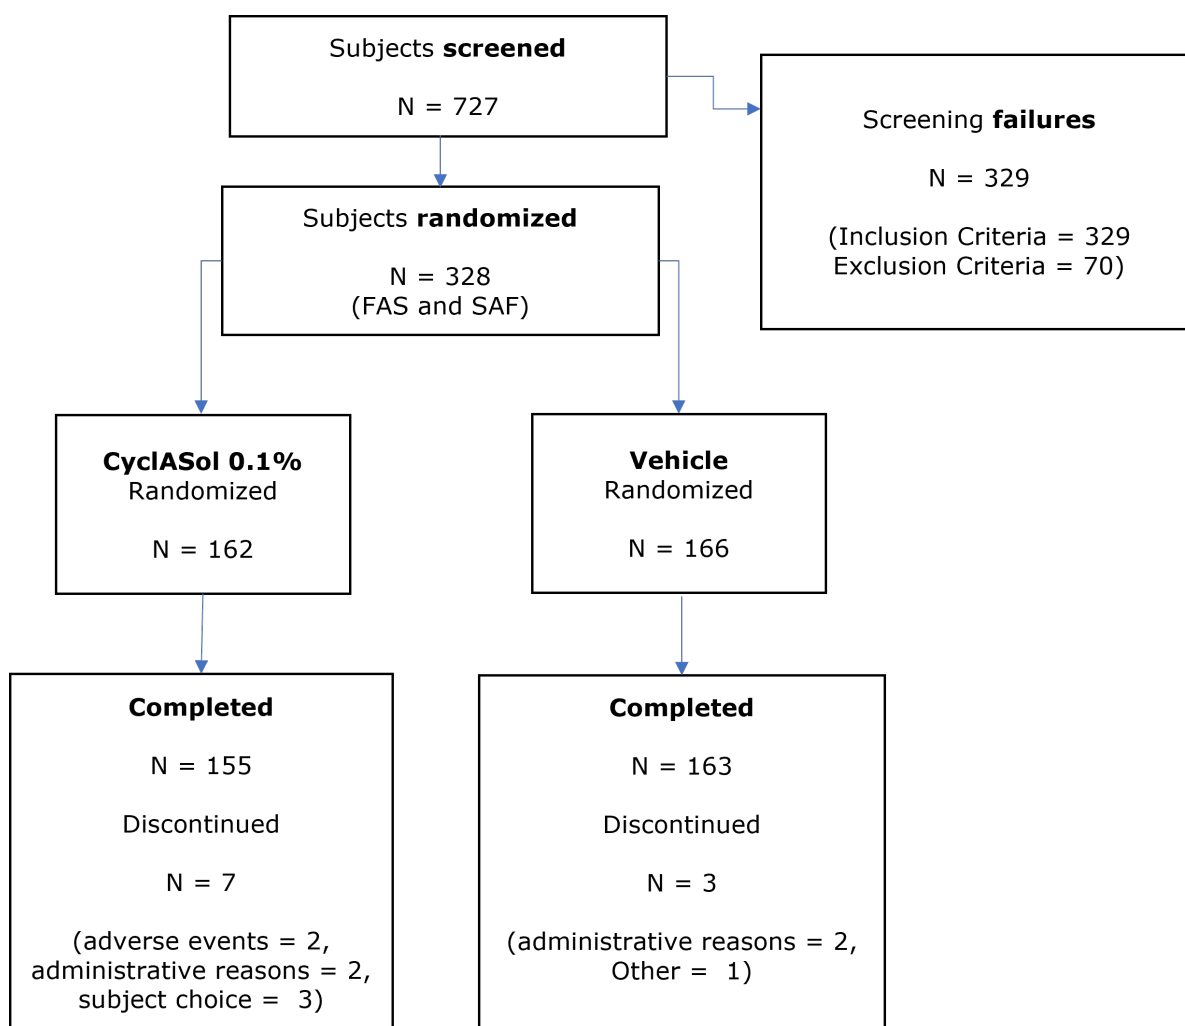 Subjects screened
N = 727
Screening failures
N = 329
(Inclusion Criteria = 329
Exclusion Criteria = 70)
Subjects randomized
N = 328
(FAS and SAF)
CyclASol 0.1%
Randomized
N = 162
Vehicle
Randomized
N = 166
Completed
N = 155
Discontinued
N = 7
(adverse events = 2,
administrative reasons = 2,
subject choice =  3)
Completed
N = 163
Discontinued
N = 3
(administrative reasons = 2,
Other =  1)